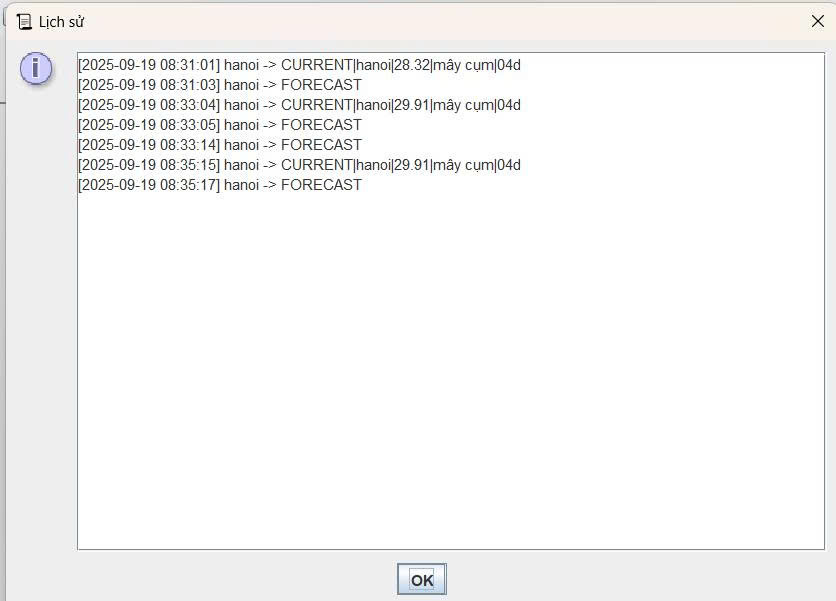 Lịch sử
[2025-09-19 08:31:01] hanoi -> CURRENT|hanoi|28.32|mây cụm|04d
[2025-09-19 08:31:03] hanoi -> FORECAST
[2025-09-19 08:33:04] hanoi -> CURRENT|hanoi|29.91|mây cụm|04d
[2025-09-19 08:33:05] hanoi -> FORECAST
[2025-09-19 08:33:14] hanoi -> FORECAST
[2025-09-19 08:35:15] hanoi -> CURRENT|hanoi|29.91|mây cụm|04d
[2025-09-19 08:35:17] hanoi -> FORECAST
OK